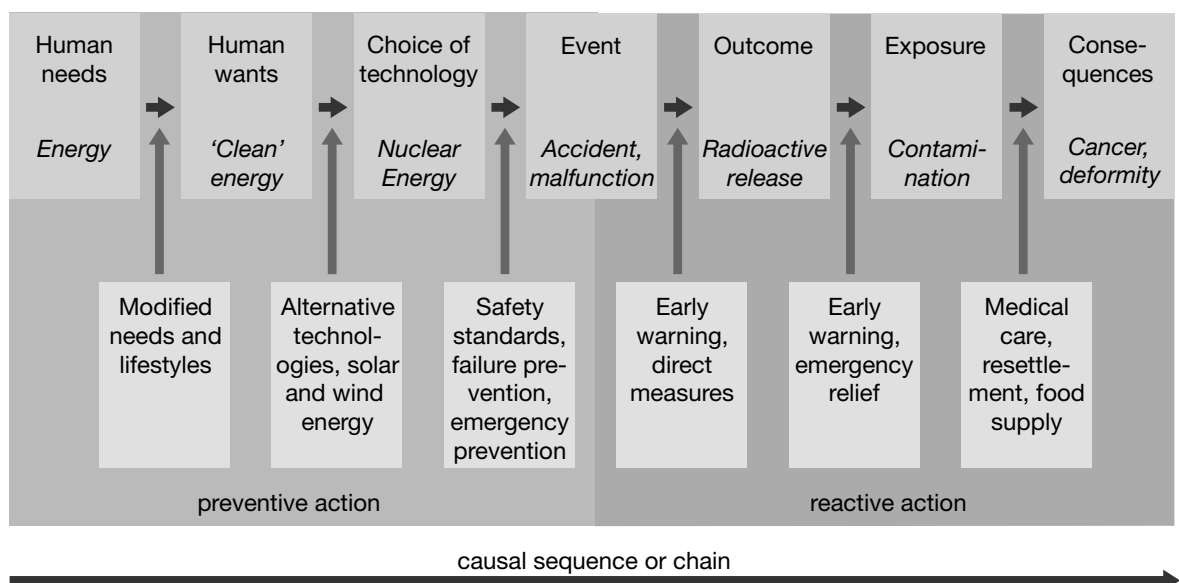 Human
needs
Energy
Human
wants
‘Clean’
energy
Choice of
technology
Nuclear
Energy
Event
Accident,
malfunction
Outcome
Radioactive
release
Exposure
Contami-
nation
Conse-
quences
Cancer,
deformity
Modified
needs and
lifestyles
Alternative
technol-
ogies, solar
and wind
energy
Safety
standards,
failure pre-
vention,
emergency
prevention
Early
warning,
direct
measures
Early
warning,
emergency
relief
Medical
care,
resettle-
ment, food
supply
preventive action
reactive action
causal sequence or chain